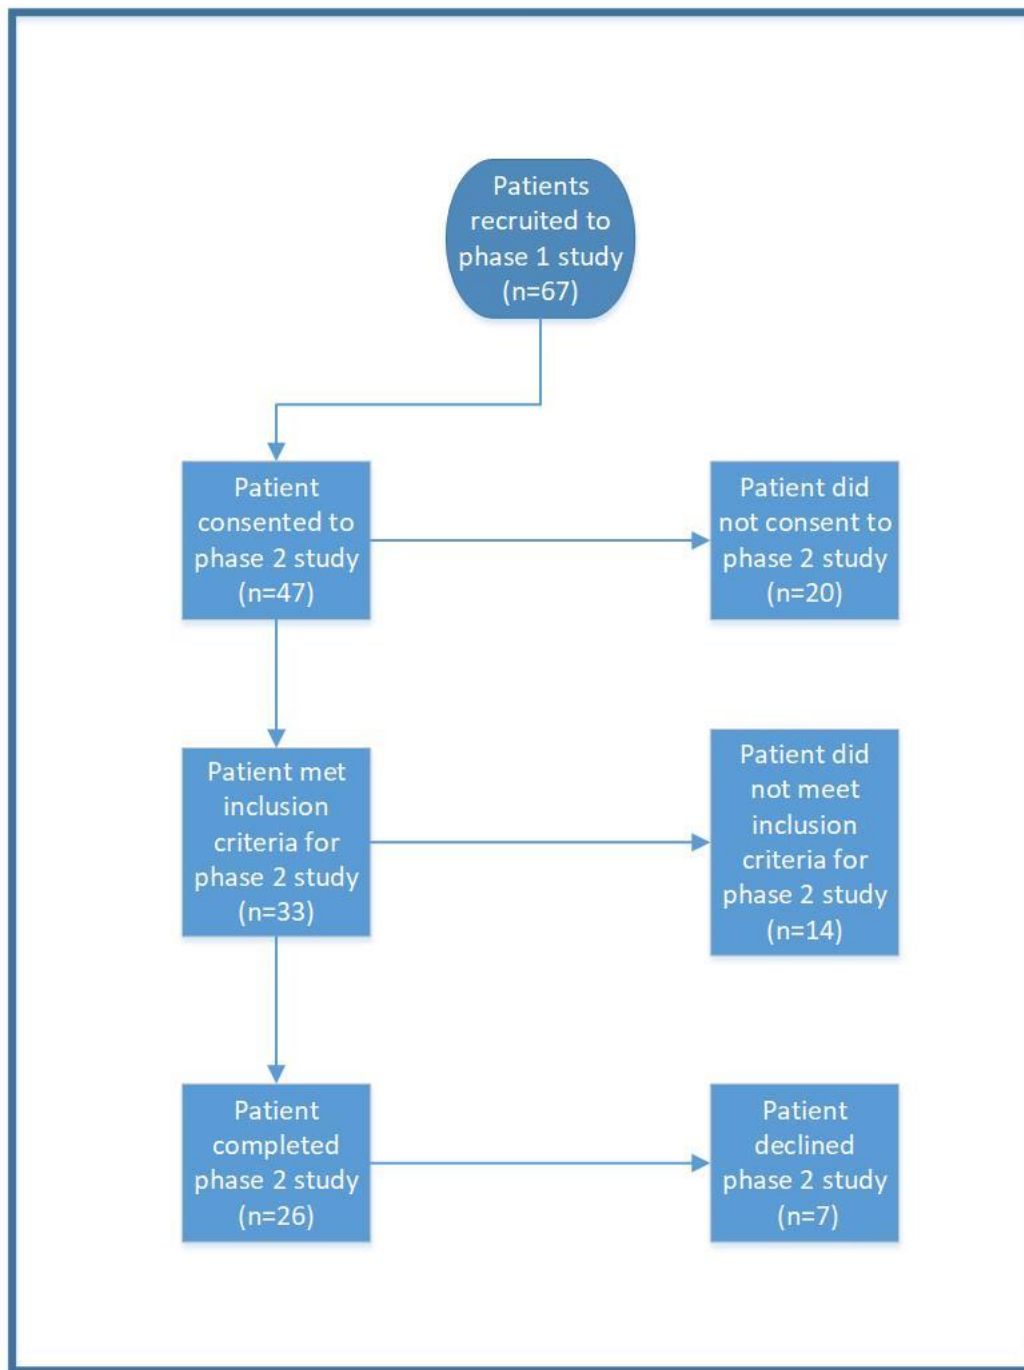 Patients
recruited to
phase 1 study
(n=67)
Patient
consented to
phase 2 study
(n=47)
Patient did
not consent to
phase 2 study
(n=20)
Patient met
inclusion
criteria for
phase 2 study
(n=33)
Patient did
not meet
inclusion
criteria for
phase 2 study
(n=14)
Patient
completed
phase 2 study
(n=26)
Patient
declined
phase 2 study
(n=7)